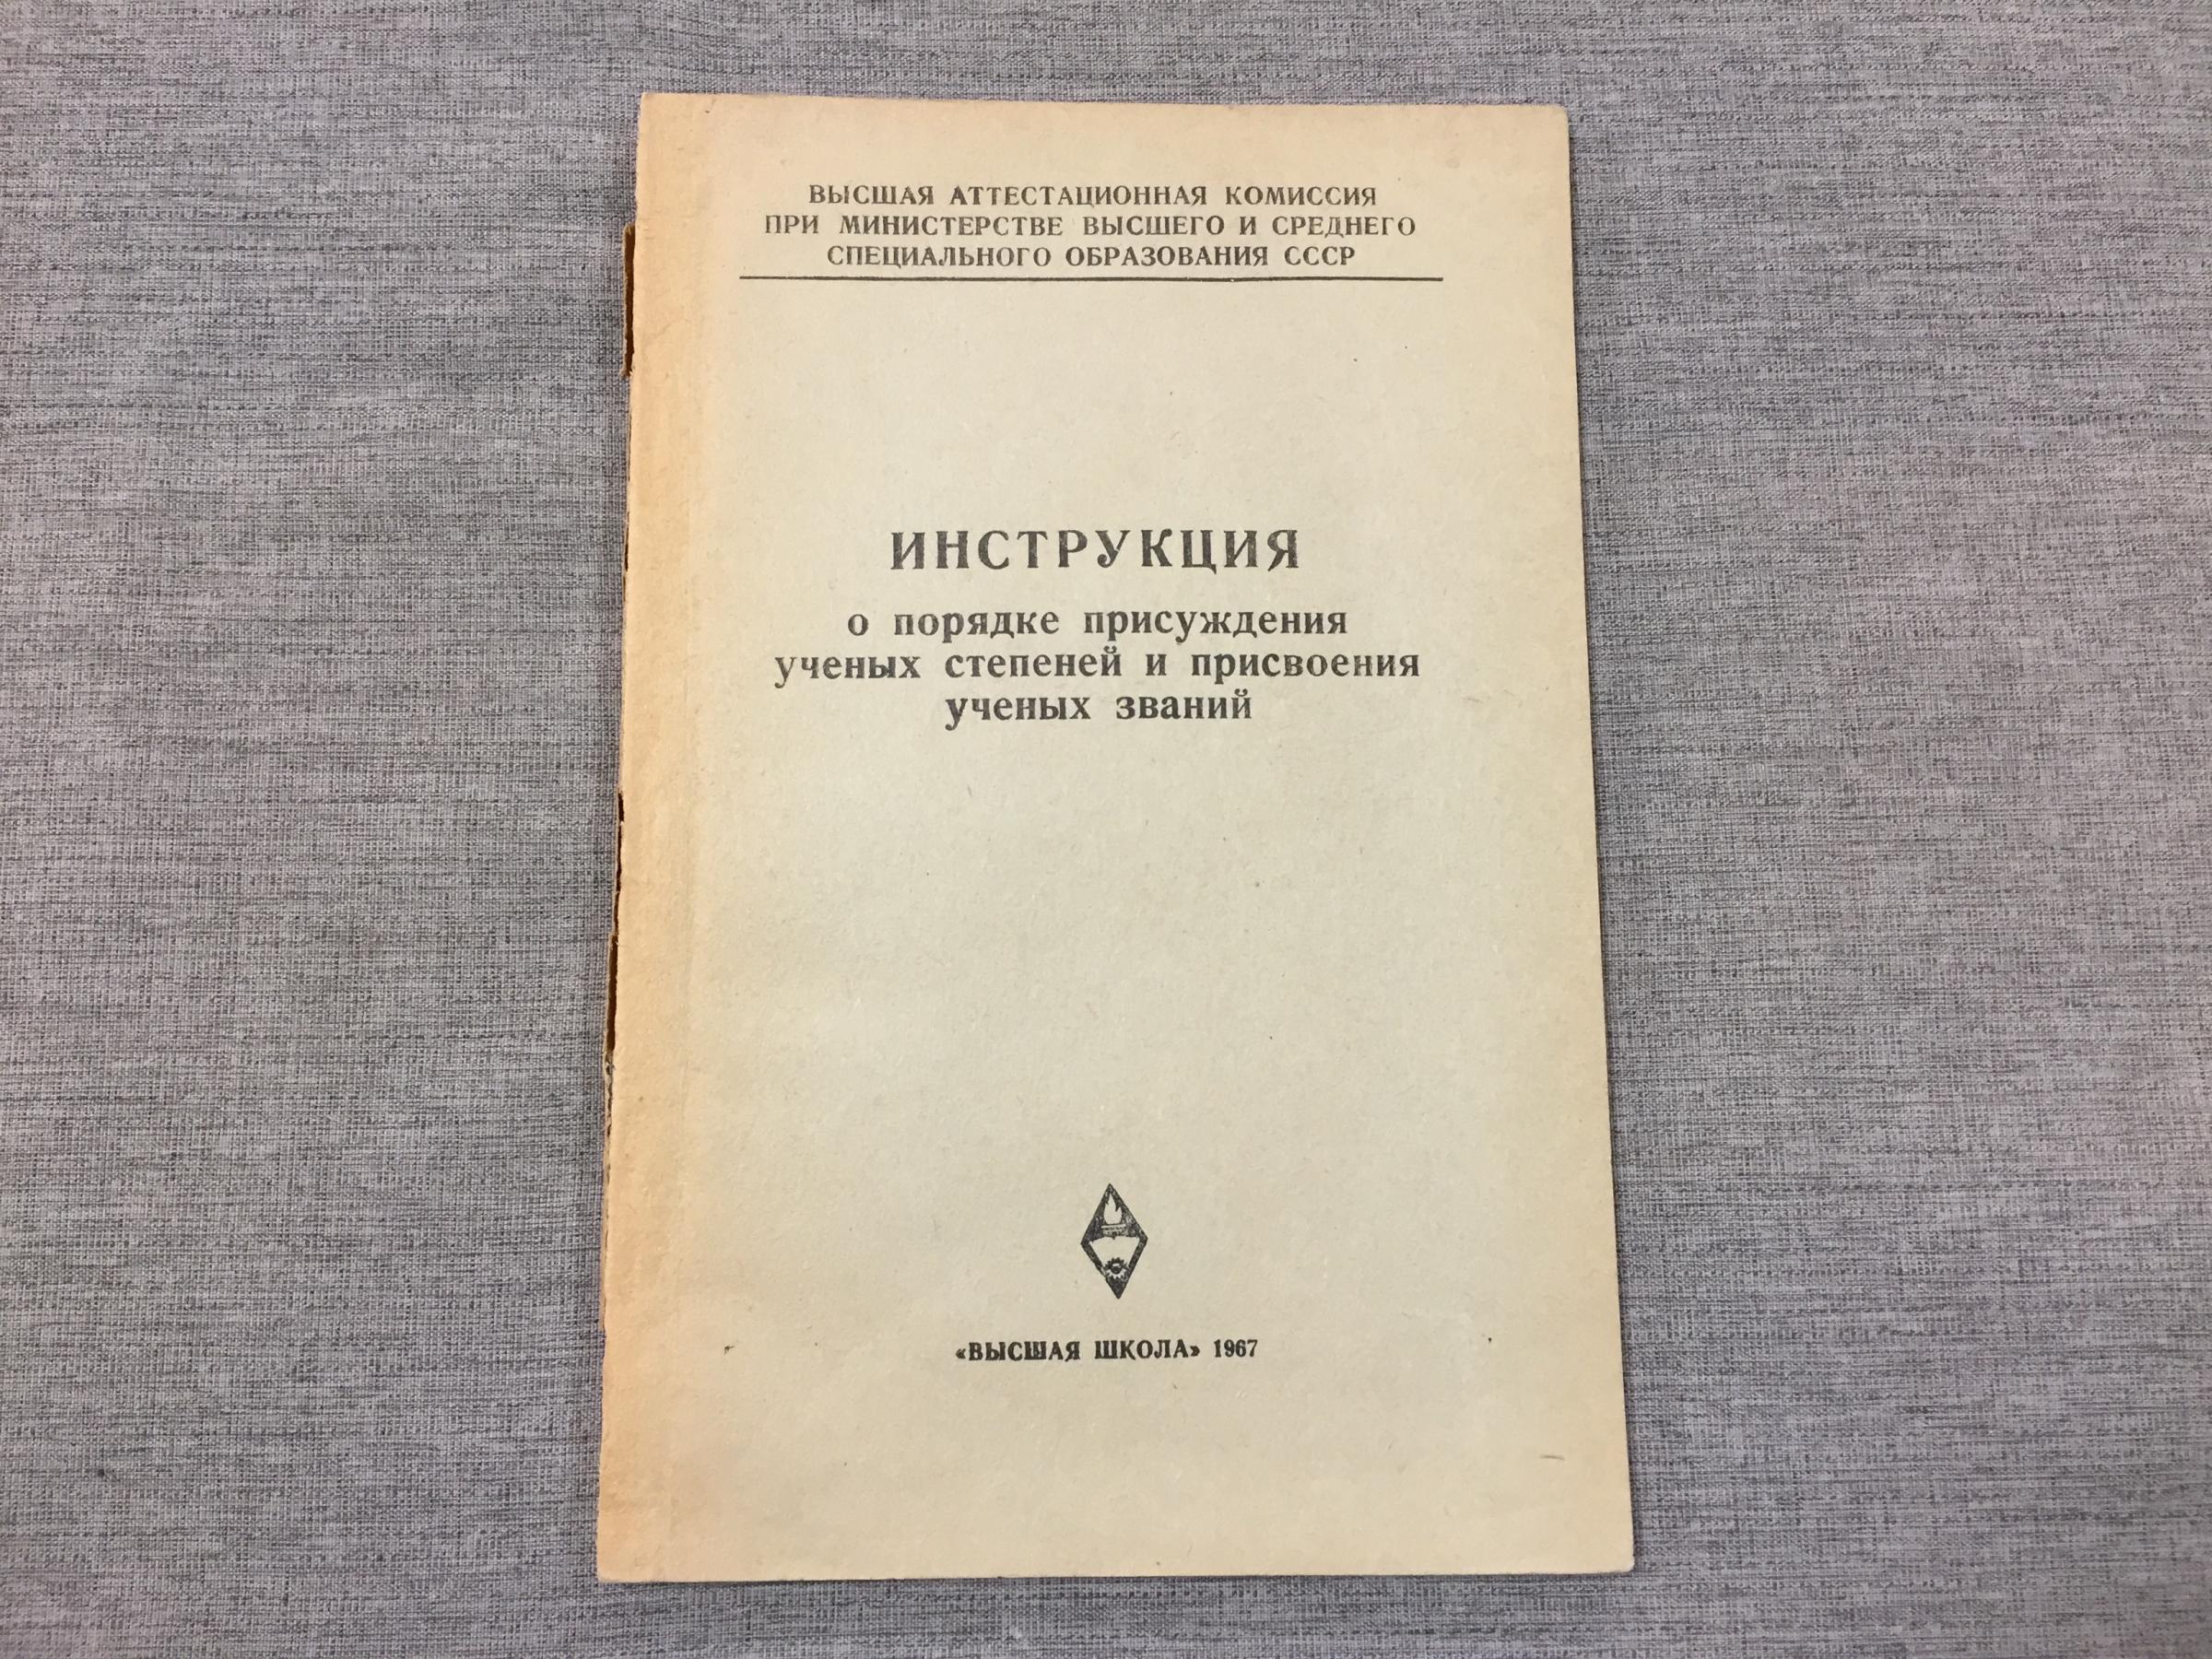 ВЫСШАЯ АТТЕСТАЦИОННАЯ КОМИССИЯ
ПРИ МИНИСТЕРСТВЕ ВЫСШЕГО И СРЕДНЕГО
СПЕЦИАЛЬНОГО ОБРАЗОВАНИЯ СССР
ИНСТРУКЦИЯ
о порядке присуждения
ученых степеней и присвоения
ученых званий
«ВЫСШАЯ ШКОЛА» 1967